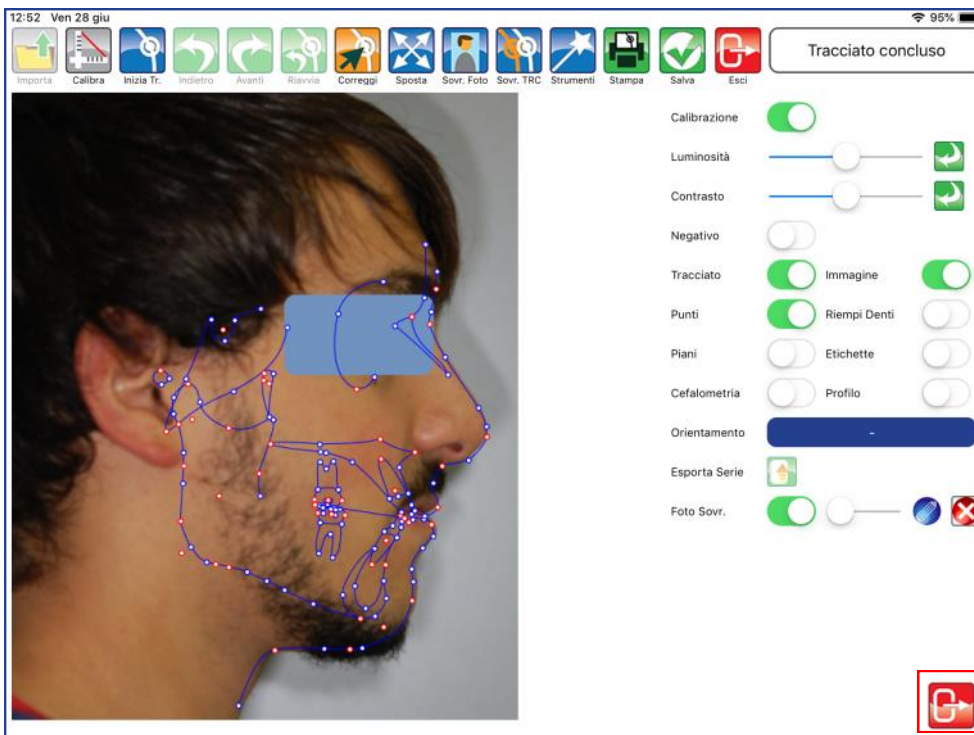 12:52 Ven 28 giu 95%
Importa Calibra Inizia Tr. Indietro Avanti Riavvia Correggi Sposta Sovr. Foto Sovr. TRC Strumenti Stampa Salva Esci
Tracciato concluso
Calibrazione
Luminosità
Contrasto
Negativo
Tracciato Immagine
Punti Riempi Denti
Piani Etichette
Cefalometria Profilo
Orientamento -
Esporta Serie
Foto Sovr.